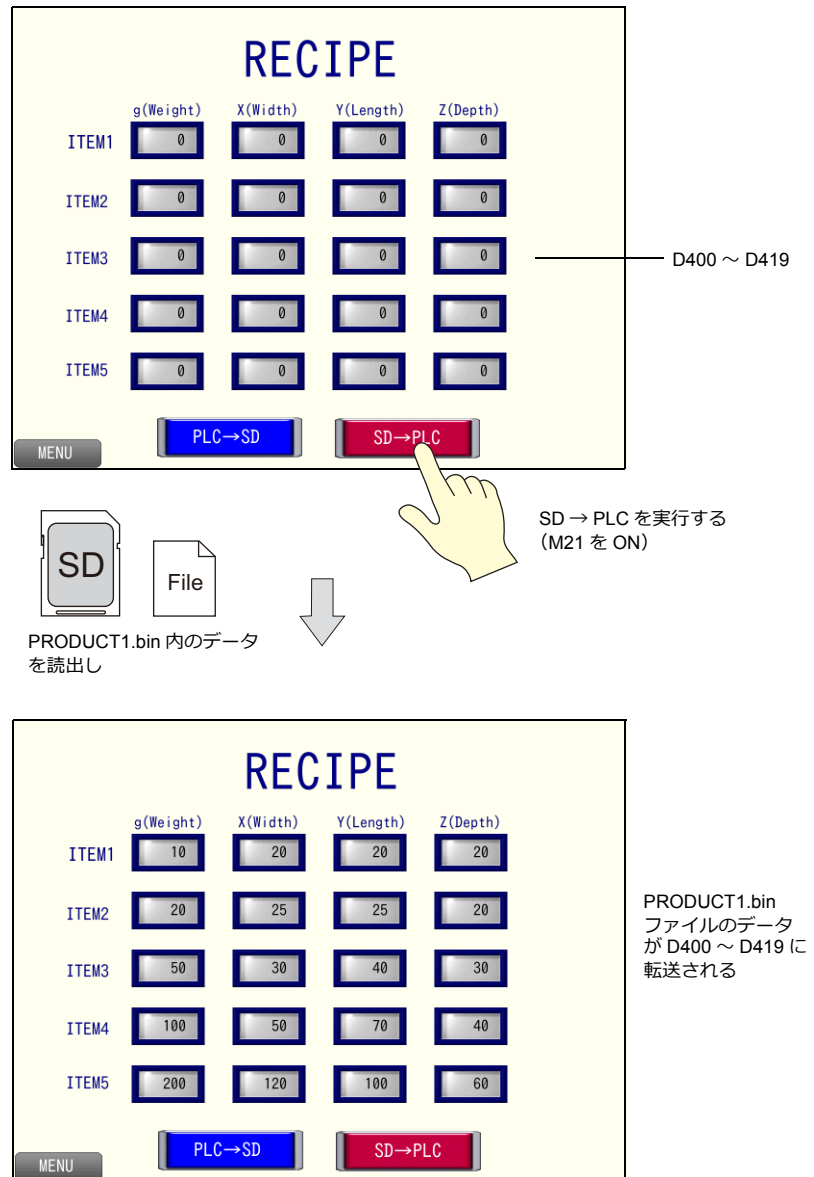 RECIPE
g(Weight) X(Width) Y(Length) Z(Depth)
ITEM1 0 0 0 0
ITEM2 0 0 0 0
ITEM3 0 0 0 0
D400 ～ D419
ITEM4 0 0 0 0
ITEM5 0 0 0 0
PLC→SD SD→PLC
MENU
SD → PLC を実行する
（M21 を ON）
SD
File
PRODUCT1.bin 内のデータ
を読出し
RECIPE
g(Weight) X(Width) Y(Length) Z(Depth)
ITEM1 10 20 20 20
ITEM2 20 25 25 20
ITEM3 50 30 40 30
ITEM4 100 50 70 40
ITEM5 200 120 100 60
PRODUCT1.bin
ファイルのデータ
が D400 ～ D419 に
転送される
PLC→SD SD→PLC
MENU